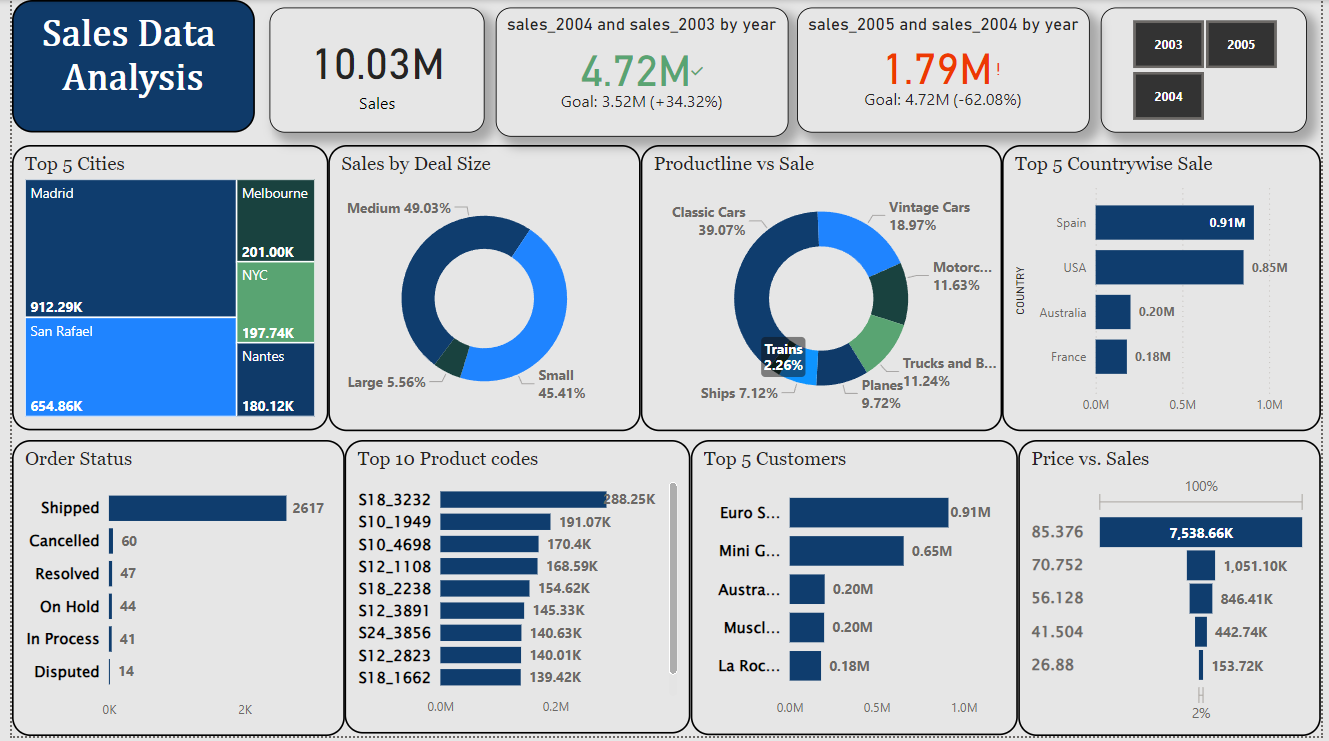 Sales Data
Analysis
10.03M
Sales
sales_2004 and sales_2003 by year
4.72M
Goal: 3.52M (+34.32%)
sales_2005 and sales_2004 by year
1.79M!
Goal: 4.72M (-62.08%)
2003
2005
2004
Top 5 Cities
Madrid
912.29K
San Rafael
654.86K
Melbourne
201.00K
NYC
197.74K
Nantes
180.12K
Sales by Deal Size
Medium 49.03%
Large 5.56%
Small
45.41%
Productline vs Sale
Classic Cars
39.07%
Vintage Cars
18.97%
Motorc...
11.63%
Trucks and B...
11.24%
Planes
9.72%
Ships 7.12%
Trains
2.26%
Top 5 Countrywise Sale
COUNTRY
Spain 0.91M
USA 0.85M
Australia 0.20M
France 0.18M
0.0M 0.5M 1.0M
Order Status
Shipped 2617
Cancelled 60
Resolved 47
On Hold 44
In Process 41
Disputed 14
0K 2K
Top 10 Product codes
S18_3232 288.25K
S10_1949 191.07K
S10_4698 170.4K
S12_1108 168.59K
S18_2238 154.62K
S12_3891 145.33K
S24_3856 140.63K
S12_2823 140.01K
S18_1662 139.42K
0.0M 0.2M
Top 5 Customers
Euro S... 0.91M
Mini G... 0.65M
Austra... 0.20M
Muscl... 0.20M
La Roc... 0.18M
0.0M 0.5M 1.0M
Price vs. Sales
100%
85.376 7,538.66K
70.752 1,051.10K
56.128 846.41K
41.504 442.74K
26.88 153.72K
2%